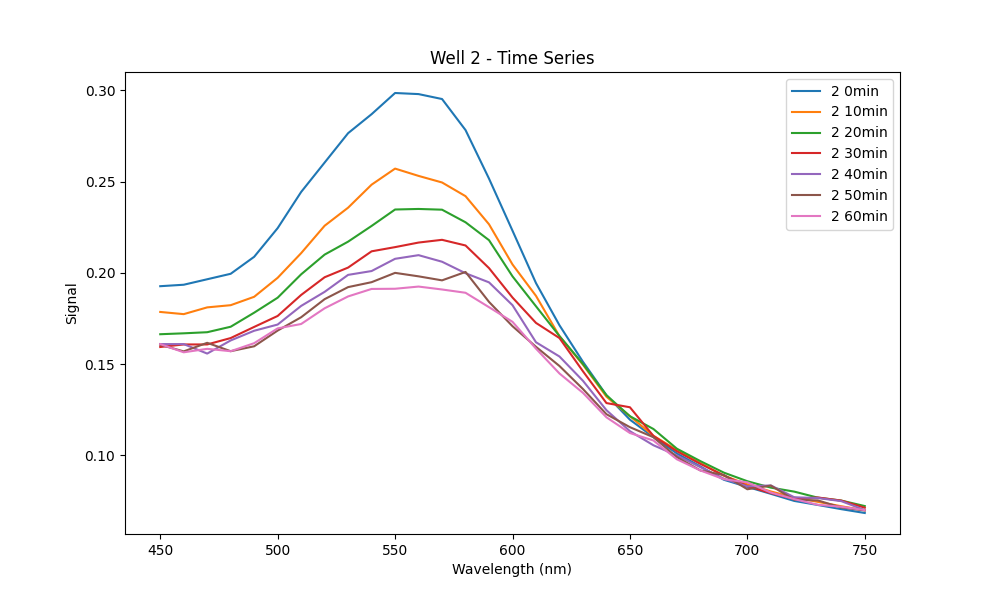 Well 2 - Time Series
Signal
0.30
0.25
0.20
0.15
0.10
2 0min
2 10min
2 20min
2 30min
2 40min
2 50min
2 60min
450 500 550 600 650 700 750
Wavelength (nm)